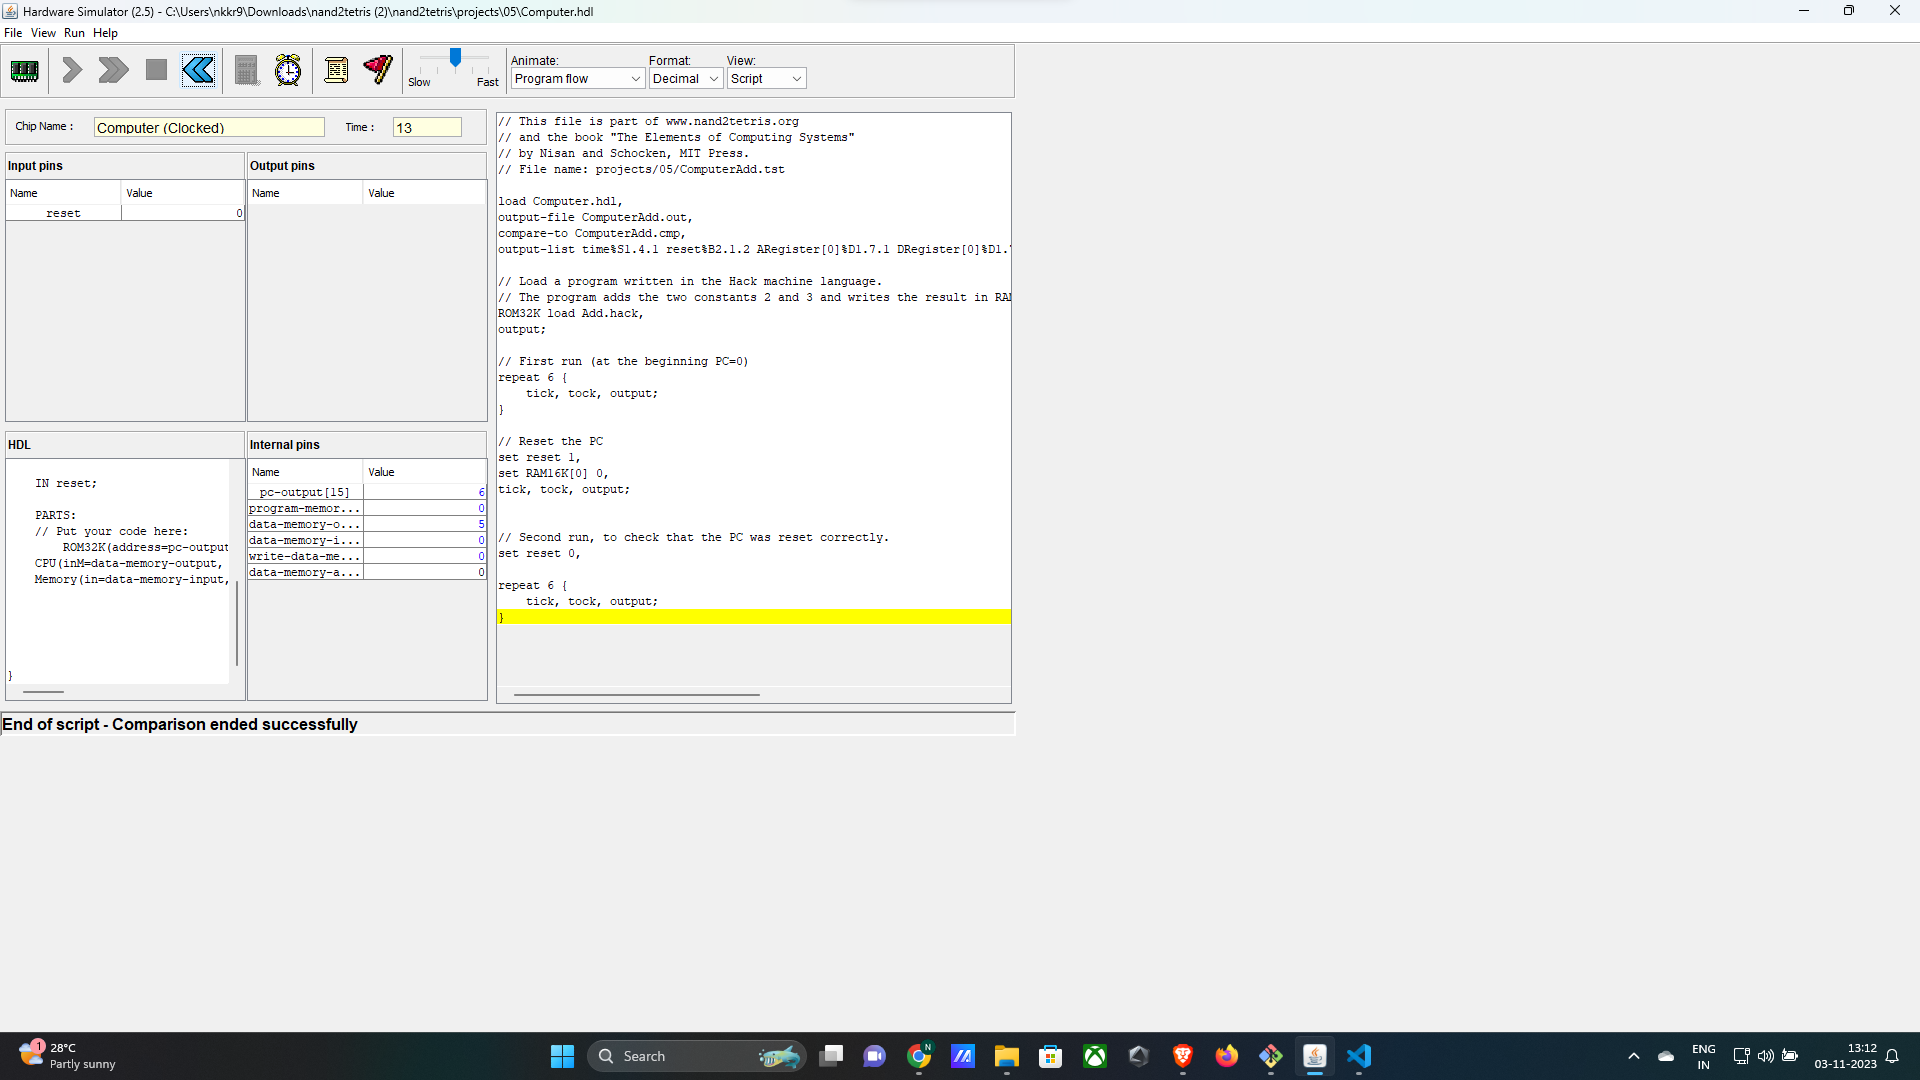 Hardware Simulator (2.5) - C:\Users\nkkr9\Downloads\nand2tetris (2)\nand2tetris\projects\05\Computer.hdl
File View Run Help
Slow Fast
Animate: Format: View:
Program flow Decimal Script
Chip Name : Computer (Clocked) Time : 13
Input pins
Name Value
reset 0
Output pins
Name Value
HDL
IN reset;
PARTS:
// Put your code here:
ROM32K(address=pc-output
CPU(inM=data-memory-output,
Memory(in=data-memory-input,
}
Internal pins
Name Value
pc-output[15] 6
program-memor... 0
data-memory-o... 5
data-memory-i... 0
write-data-me... 0
data-memory-a... 0
// This file is part of www.nand2tetris.org
// and the book "The Elements of Computing Systems"
// by Nisan and Schocken, MIT Press.
// File name: projects/05/ComputerAdd.tst
load Computer.hdl,
output-file ComputerAdd.out,
compare-to ComputerAdd.cmp,
output-list time%S1.4.1 reset%B2.1.2 ARegister[0]%D1.7.1 DRegister[0]%D1.
// Load a program written in the Hack machine language.
// The program adds the two constants 2 and 3 and writes the result in RA
ROM32K load Add.hack,
output;
// First run (at the beginning PC=0)
repeat 6 {
tick, tock, output;
}
// Reset the PC
set reset 1,
set RAM16K[0] 0,
tick, tock, output;
// Second run, to check that the PC was reset correctly.
set reset 0,
repeat 6 {
tick, tock, output;
}
End of script - Comparison ended successfully
1
28°C
Partly sunny
Search
N
ENG
IN
13:12
03-11-2023